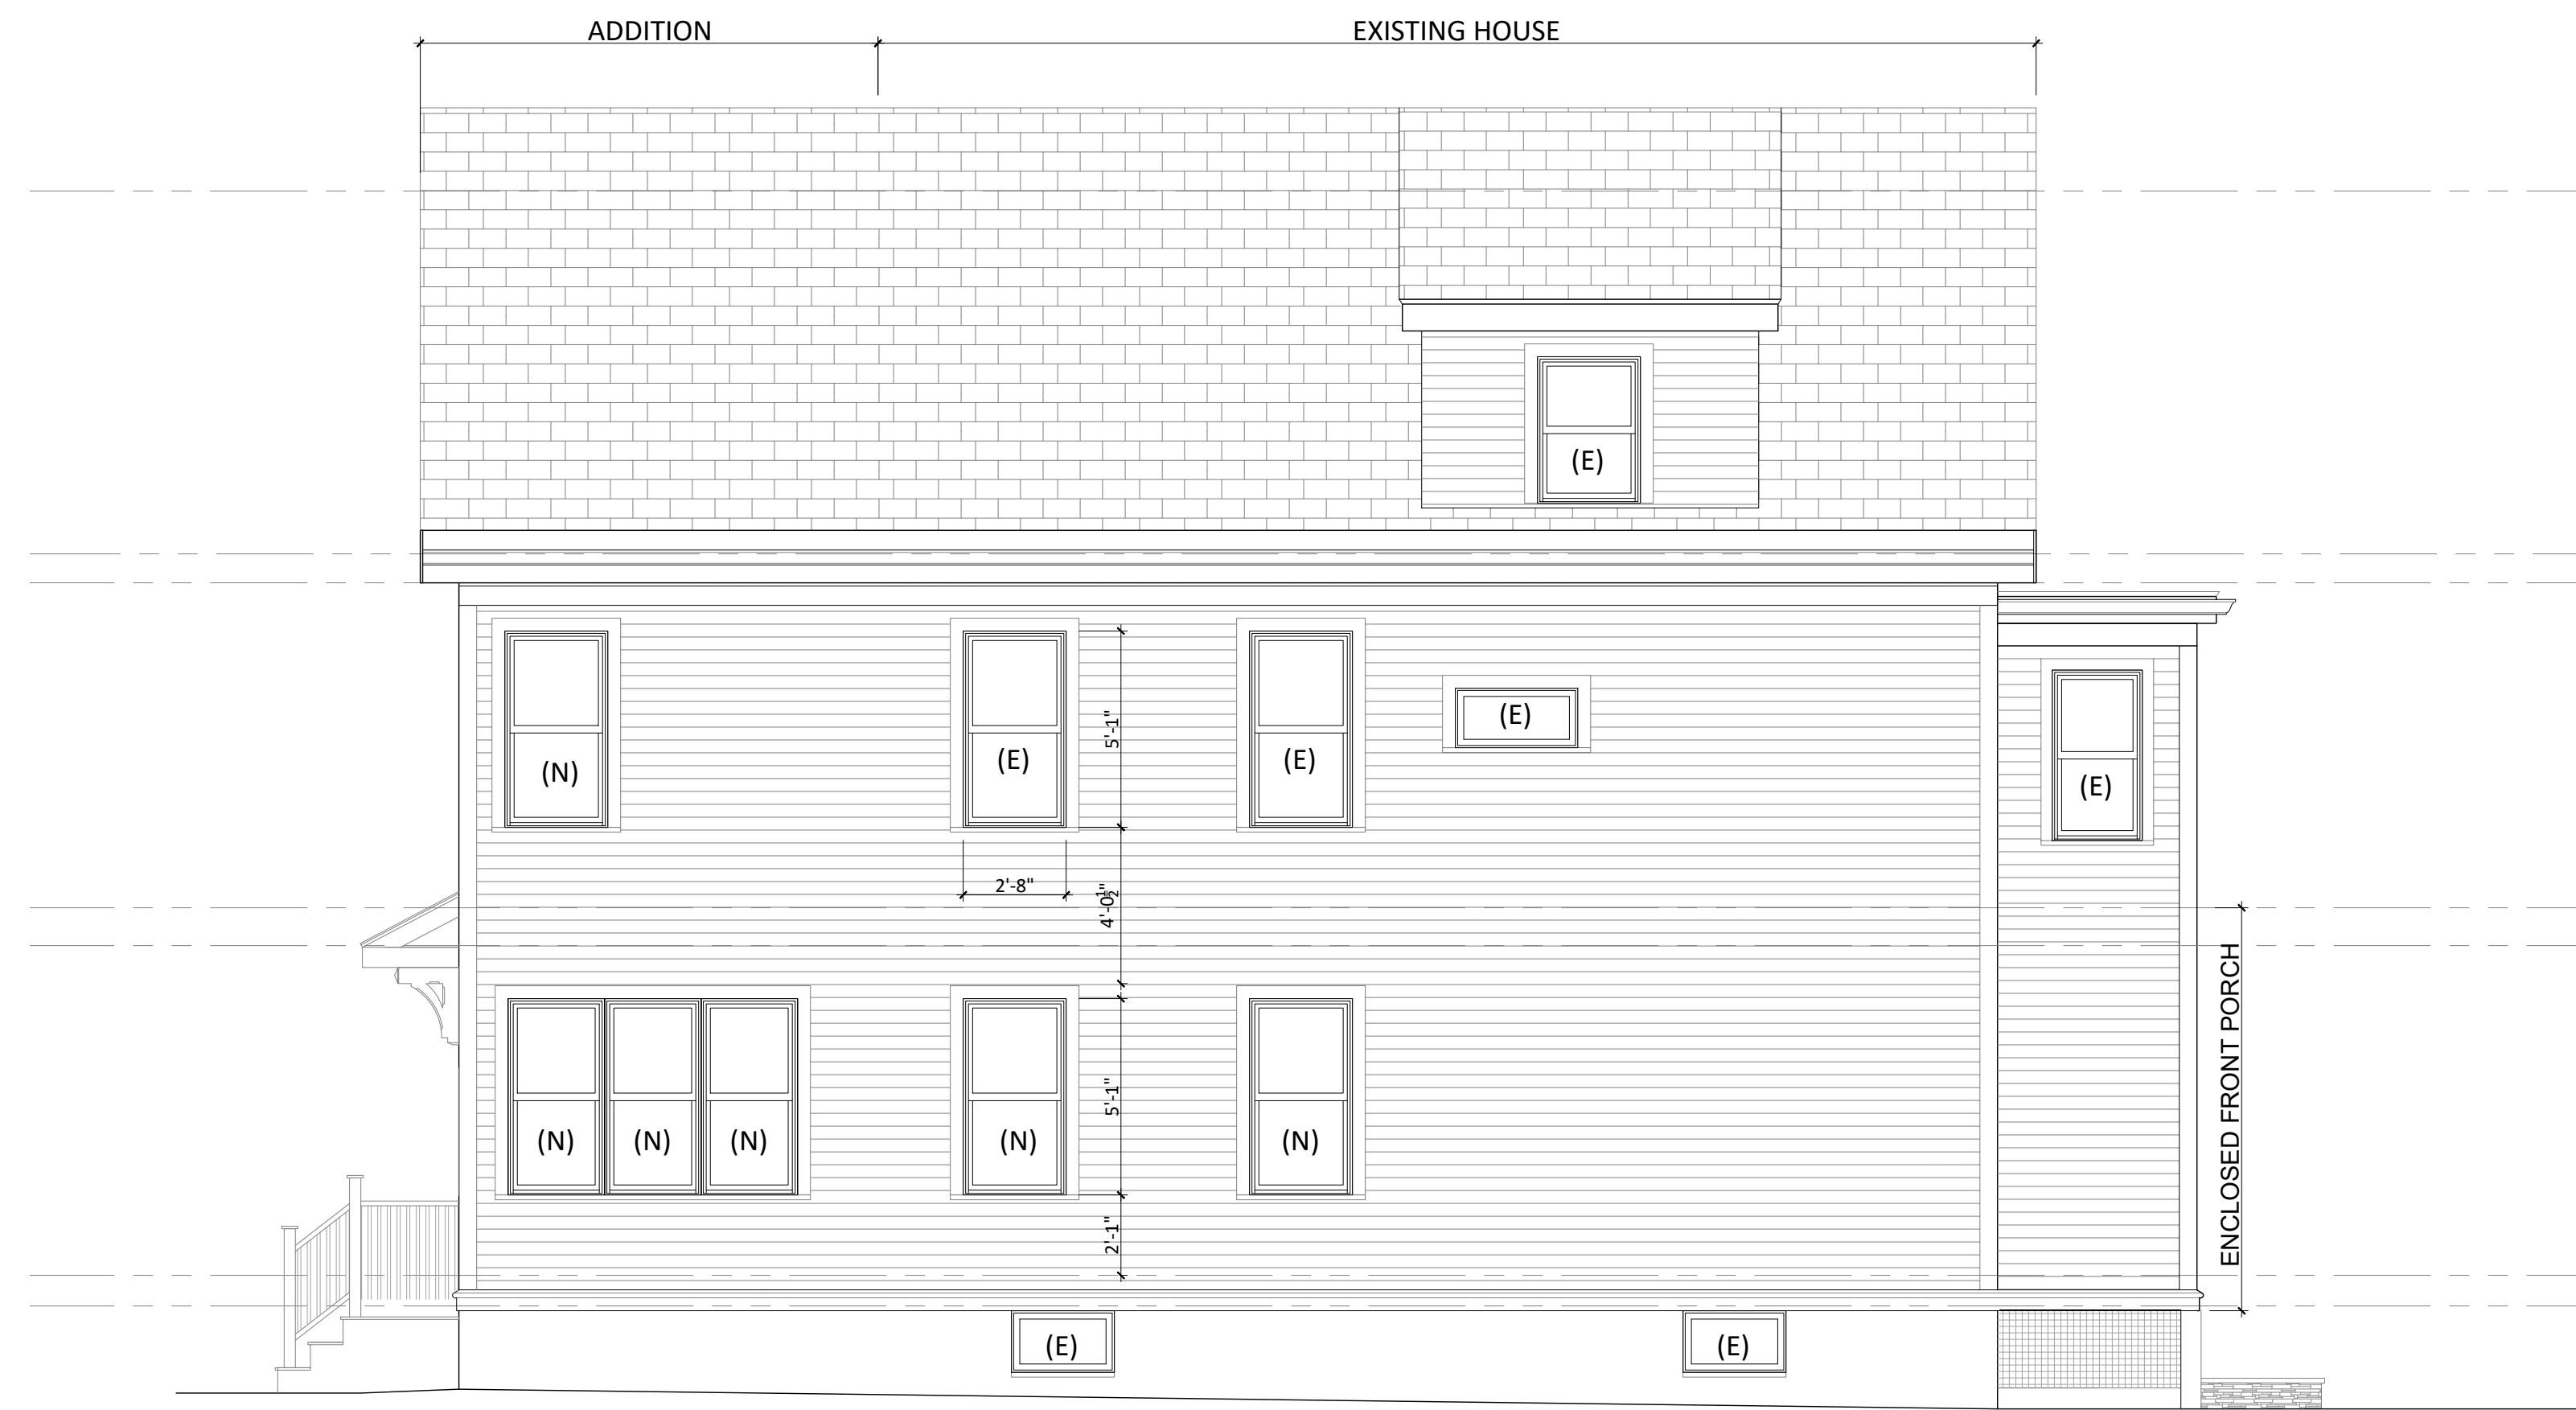 ADDITION
EXISTING HOUSE
(E)
(N)
(E)
5'-1"
(E)
(E)
(E)
2'-8"
4'-0½"
ENCLOSED FRONT PORCH
(N)
(N)
(N)
(N)
5'-1"
(N)
2'-1"
(E)
(E)